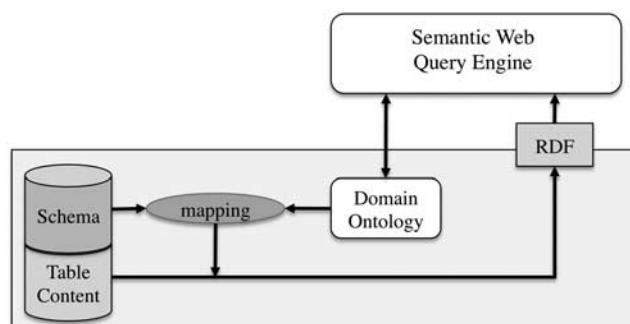 Semantic Web
Query Engine
RDF
Schema
mapping
Domain
Ontology
Table
Content